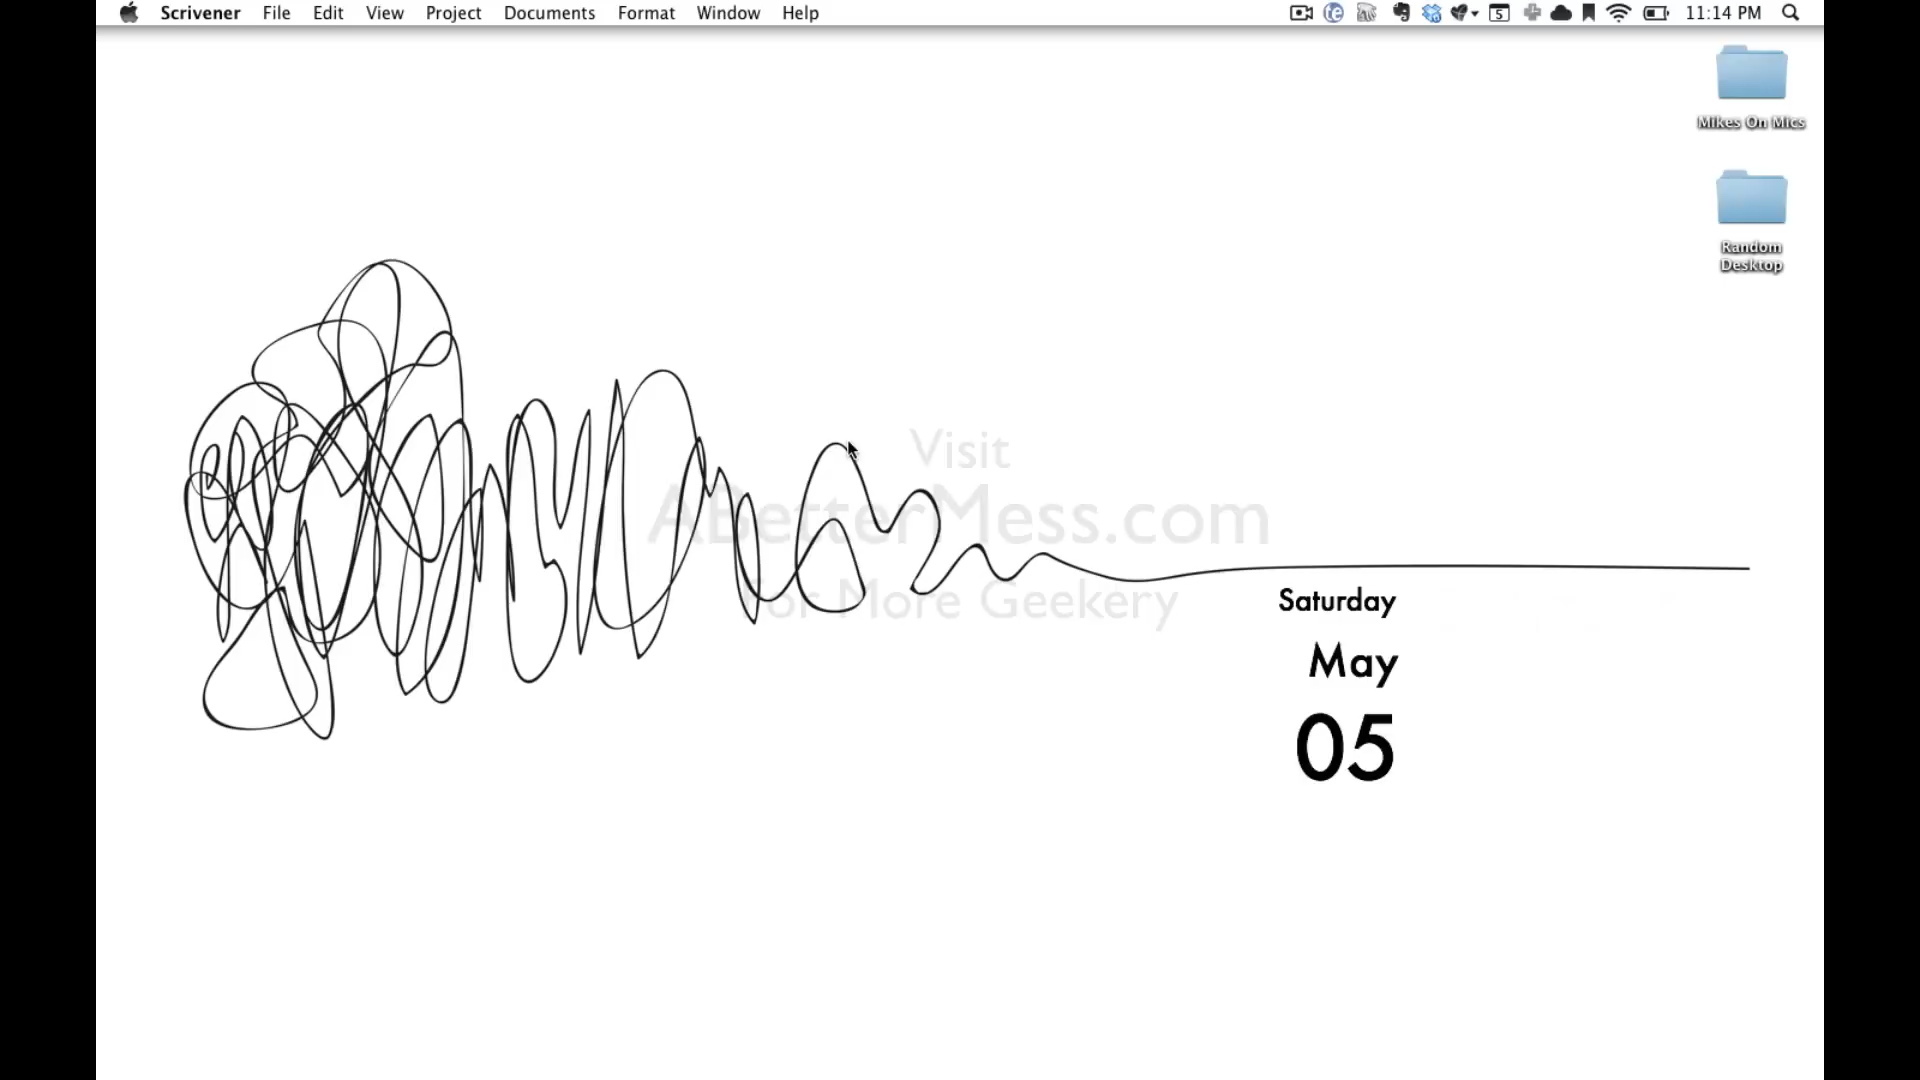 Scrivener File Edit View Project Documents Format Window Help 5 11:14 PM
Mikes On Mics
Random
Desktop
Visit
ABetterMess.com
For More Geekery
Saturday
May
05